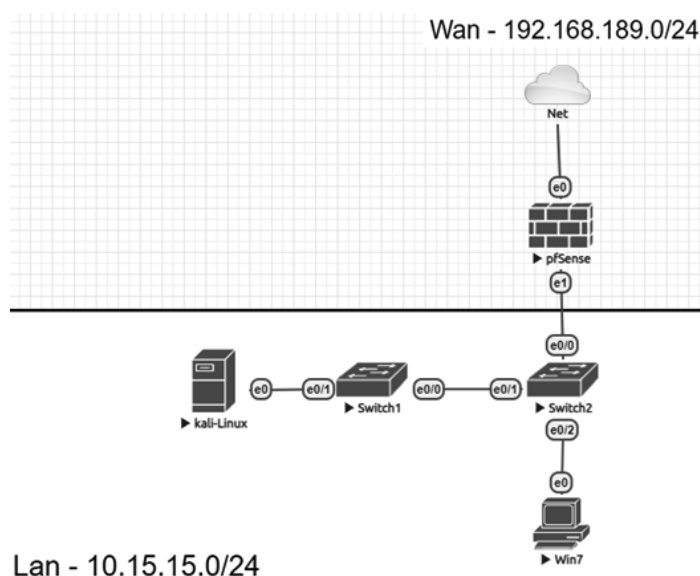 Wan - 192.168.189.0/24
Net
e0
pfSense
e1
e0/0
e0
e0/1
Switch1
e0/0
e0/1
Switch2
kali-Linux
e0/2
e0
Win7
Lan - 10.15.15.0/24